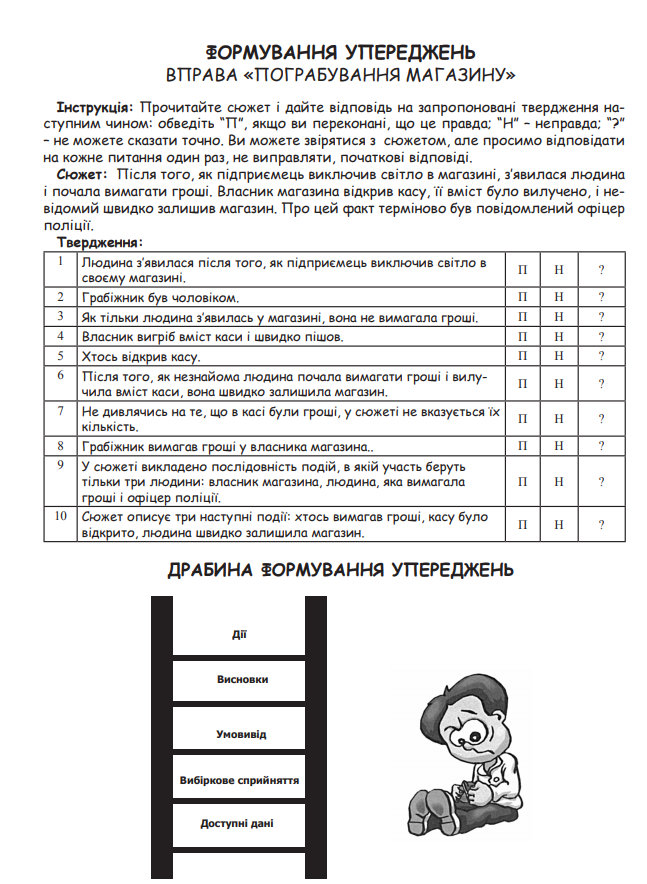 ФОРМУВАННЯ УПЕРЕДЖЕНЬ
ВПРАВА «ПОГРАБУВАННЯ МАГАЗИНУ»
Інструкція: Прочитайте сюжет і дайте відповідь на запропоновані твердження на-
ступним чином: обведіть “П”, якщо ви переконані, що це правда; “Н” – неправда; “?”
– не можете сказати точно. Ви можете звірятися з сюжетом, але просимо відповідати
на кожне питання один раз, не виправляти, початкові відповіді.
Сюжет: Після того, як підприємець виключив світло в магазині, з’явилася людина
і почала вимагати гроші. Власник магазина відкрив касу, її вміст було вилучено, і не-
відомий швидко залишив магазин. Про цей факт терміново був повідомлений офіцер
поліції.
Твердження:
1 Людина з’явилася після того, як підприємець виключив світло в
своєму магазині. П Н ?
2 Грабіжник був чоловіком. П Н ?
3 Як тільки людина з’явилась у магазині, вона не вимагала гроші. П Н ?
4 Власник вигріб вміст каси і швидко пішов. П Н ?
5 Хтось відкрив касу. П Н ?
6 Після того, як незнайома людина почала вимагати гроші і вилу-
чила вміст каси, вона швидко залишила магазин. П Н ?
7 Не дивлячись на те, що в касі були гроші, у сюжеті не вказується їх
кількість. П Н ?
8 Грабіжник вимагав гроші у власника магазина.. П Н ?
9 У сюжеті викладено послідовність подій, в якій участь беруть
тільки три людини: власник магазина, людина, яка вимагала
гроші і офіцер поліції. П Н ?
10 Сюжет описує три наступні події: хтось вимагав гроші, касу було
відкрито, людина швидко залишила магазин. П Н ?
ДРАБИНА ФОРМУВАННЯ УПЕРЕДЖЕНЬ
Дії
Висновки
Умовивід
Вибіркове сприйняття
Доступні дані